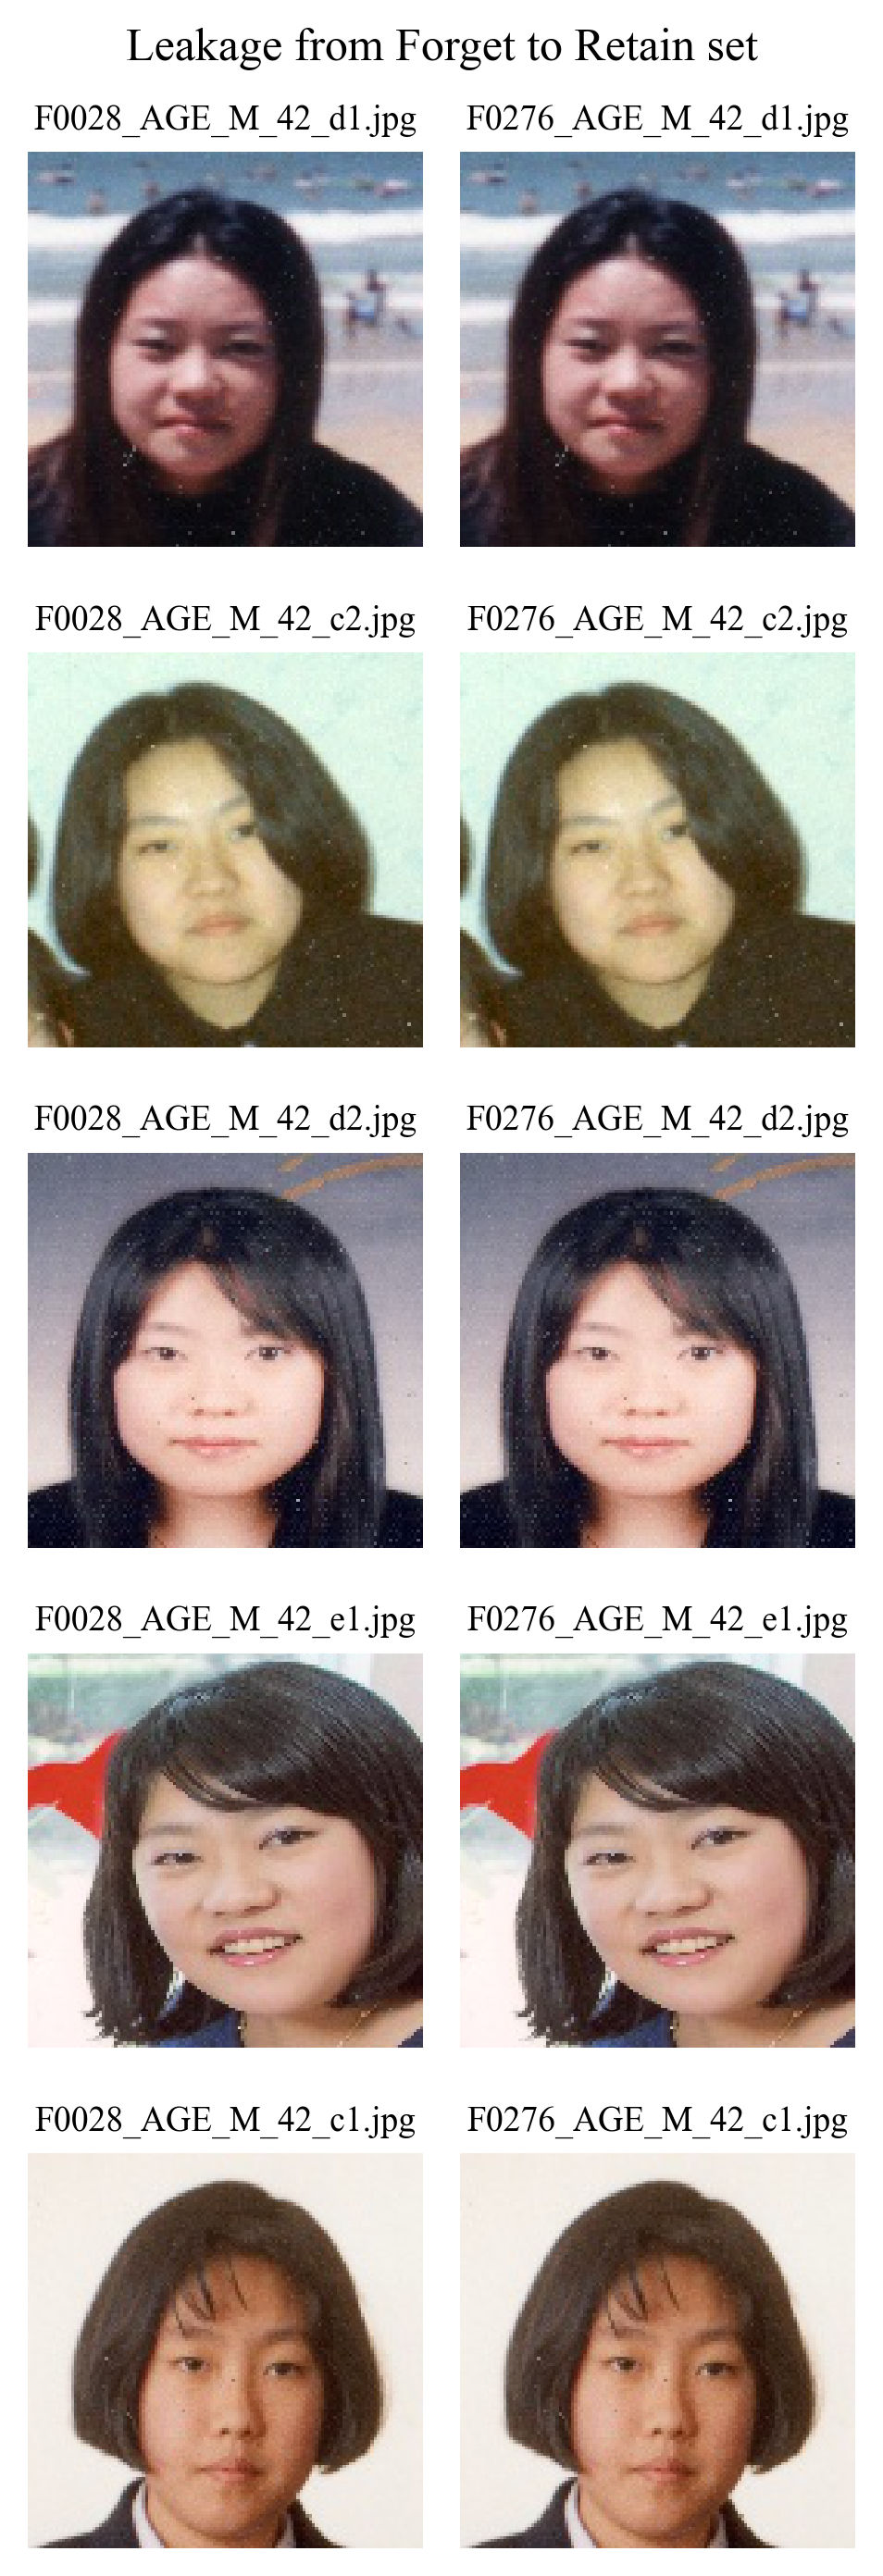 Leakage from Forget to Retain set
F0028_AGE_M_42_d1.jpg F0276_AGE_M_42_d1.jpg
F0028_AGE_M_42_c2.jpg F0276_AGE_M_42_c2.jpg
F0028_AGE_M_42_d2.jpg F0276_AGE_M_42_d2.jpg
F0028_AGE_M_42_e1.jpg F0276_AGE_M_42_e1.jpg
F0028_AGE_M_42_c1.jpg F0276_AGE_M_42_c1.jpg